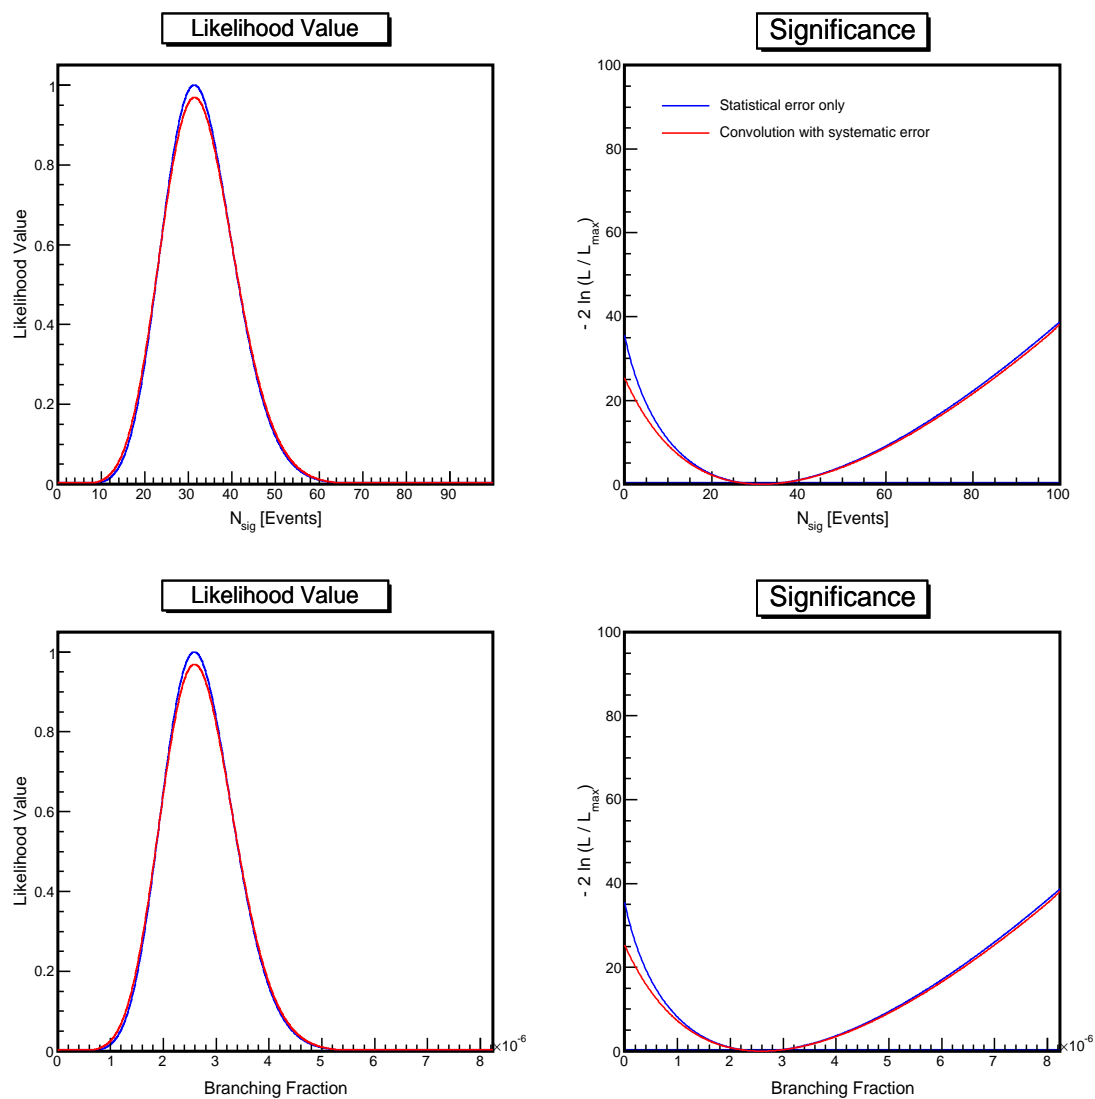 Likelihood Value
Likelihood Value
1
0.8
0.6
0.4
0.2
0
0 10 20 30 40 50 60 70 80 90
N_sig [Events]
Significance
- 2 ln (L / L_max)
100
80
60
40
20
0
Statistical error only
Convolution with systematic error
0 20 40 60 80 100
N_sig [Events]
Likelihood Value
Likelihood Value
1
0.8
0.6
0.4
0.2
0
0 1 2 3 4 5 6 7 8
×10^-6
Branching Fraction
Significance
- 2 ln (L / L_max)
100
80
60
40
20
0
0 1 2 3 4 5 6 7 8
×10^-6
Branching Fraction